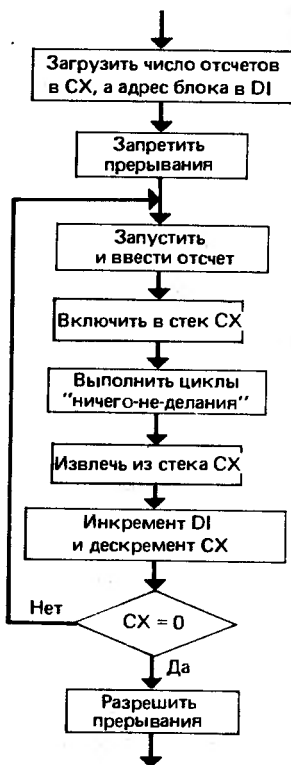 Загрузить число отсчетов
в CX, а адрес блока в DI
Запретить
прерывания
Запустить
и ввести отсчет
Включить в стек CX
Выполнить циклы
"ничего-не-делания"
Извлечь из стека CX
Инкремент DI
и дескремент CX
Нет
CX = 0
Да
Разрешить
прерывания